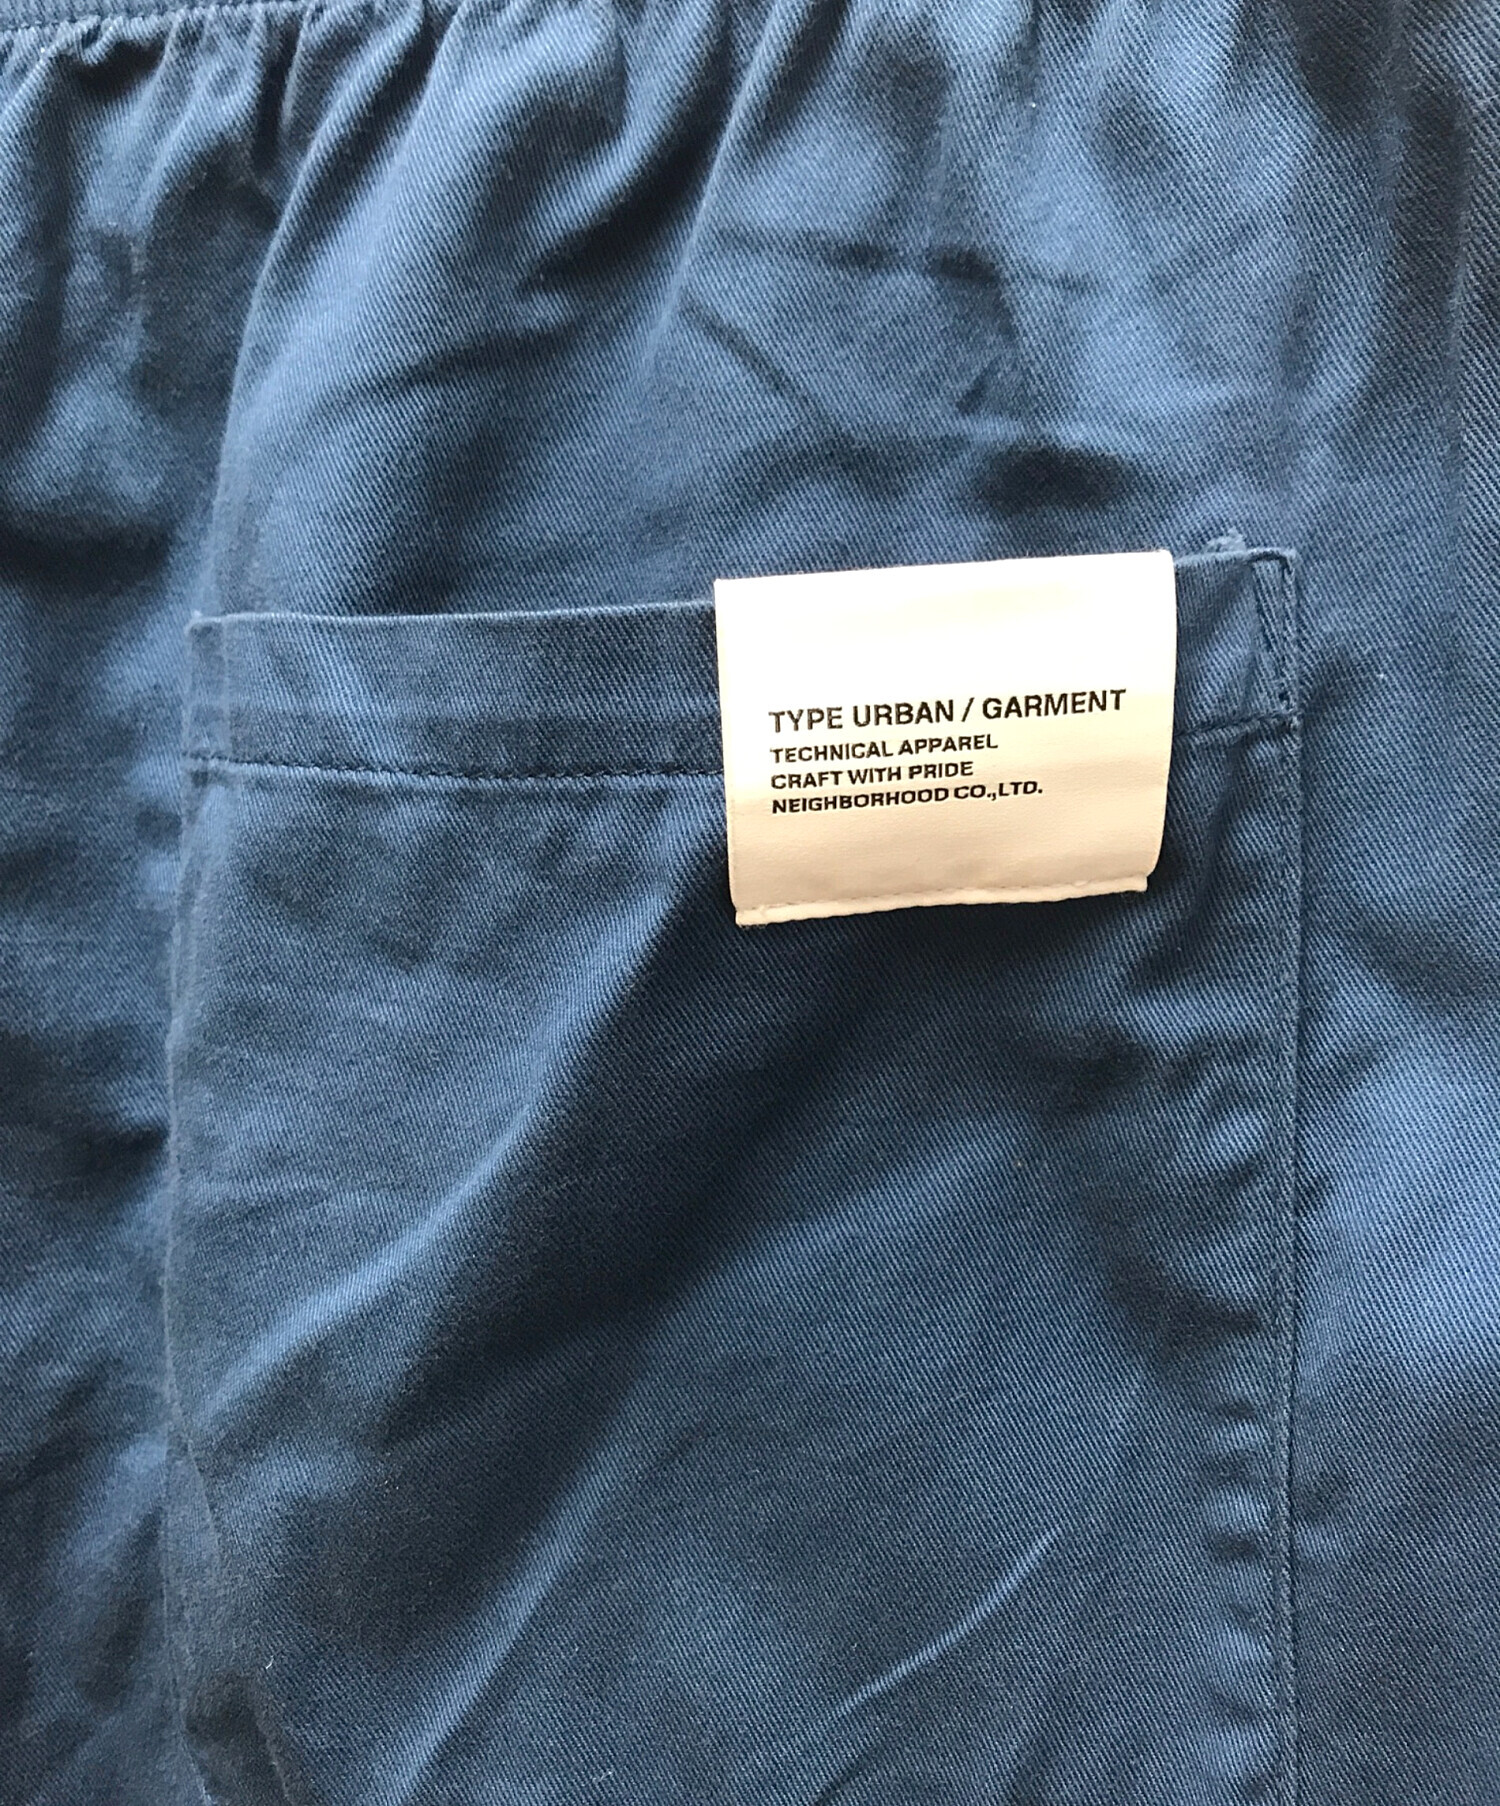 TYPE URBAN / GARMENT
TECHNICAL APPAREL
CRAFT WITH PRIDE
NEIGHBORHOOD CO.,LTD.